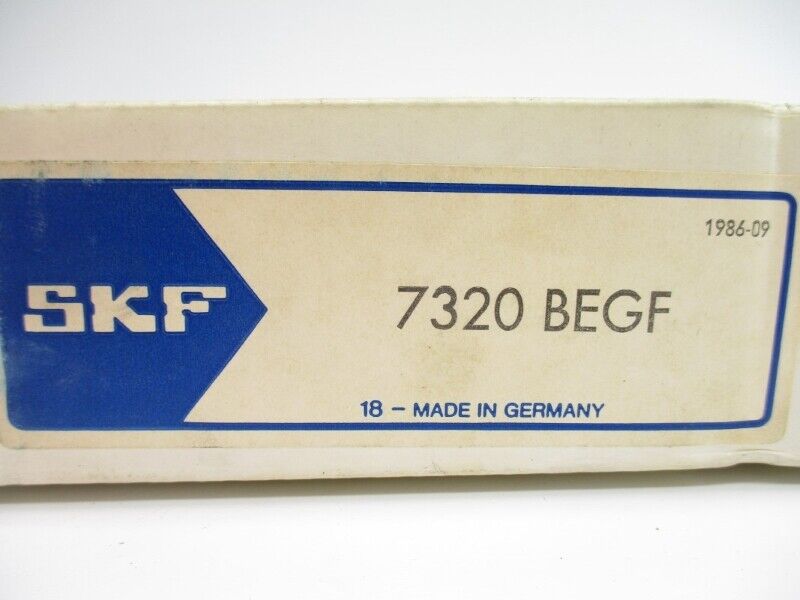 1986-09
SKF
7320 BEGF
18 - MADE IN GERMANY